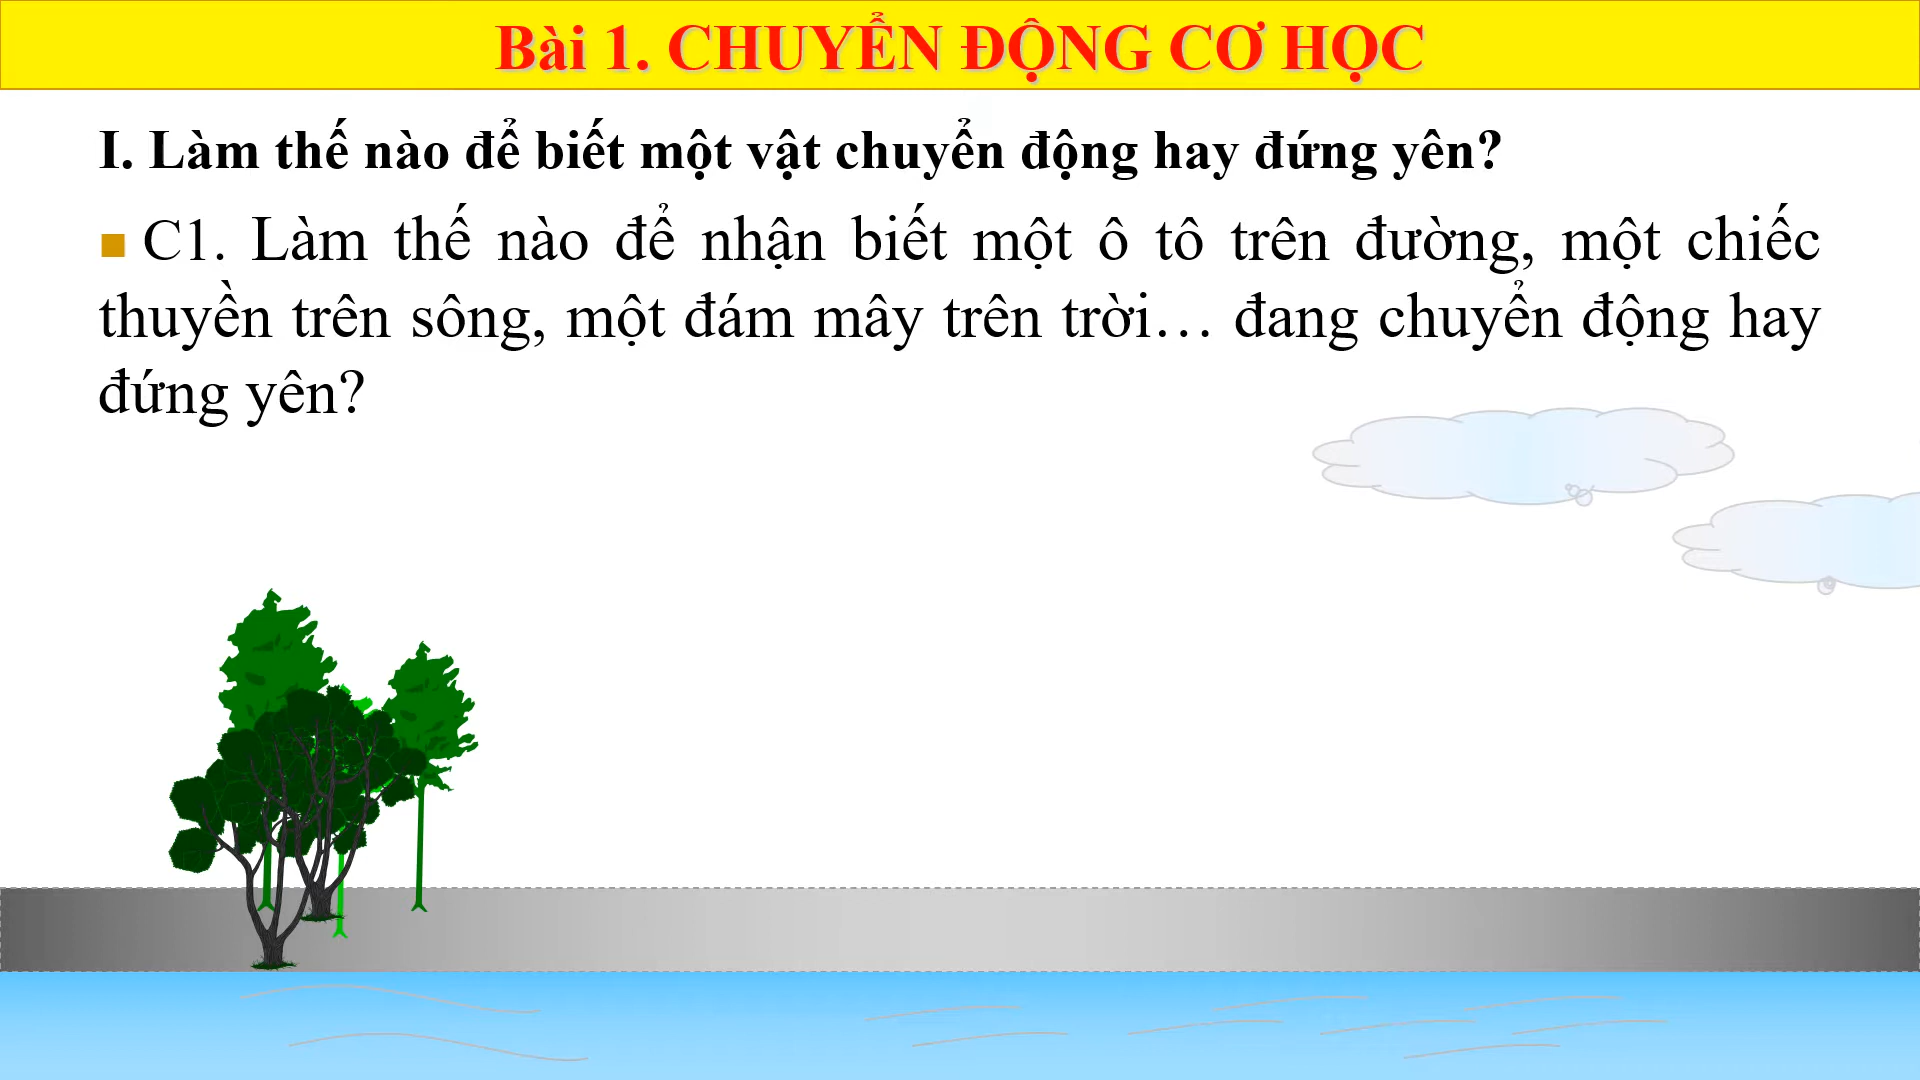 Bài 1. CHUYỂN ĐỘNG CƠ HỌC
I. Làm thế nào để biết một vật chuyển động hay đứng yên?
C1. Làm thế nào để nhận biết một ô tô trên đường, một chiếc
thuyền trên sông, một đám mây trên trời… đang chuyển động hay
đứng yên?